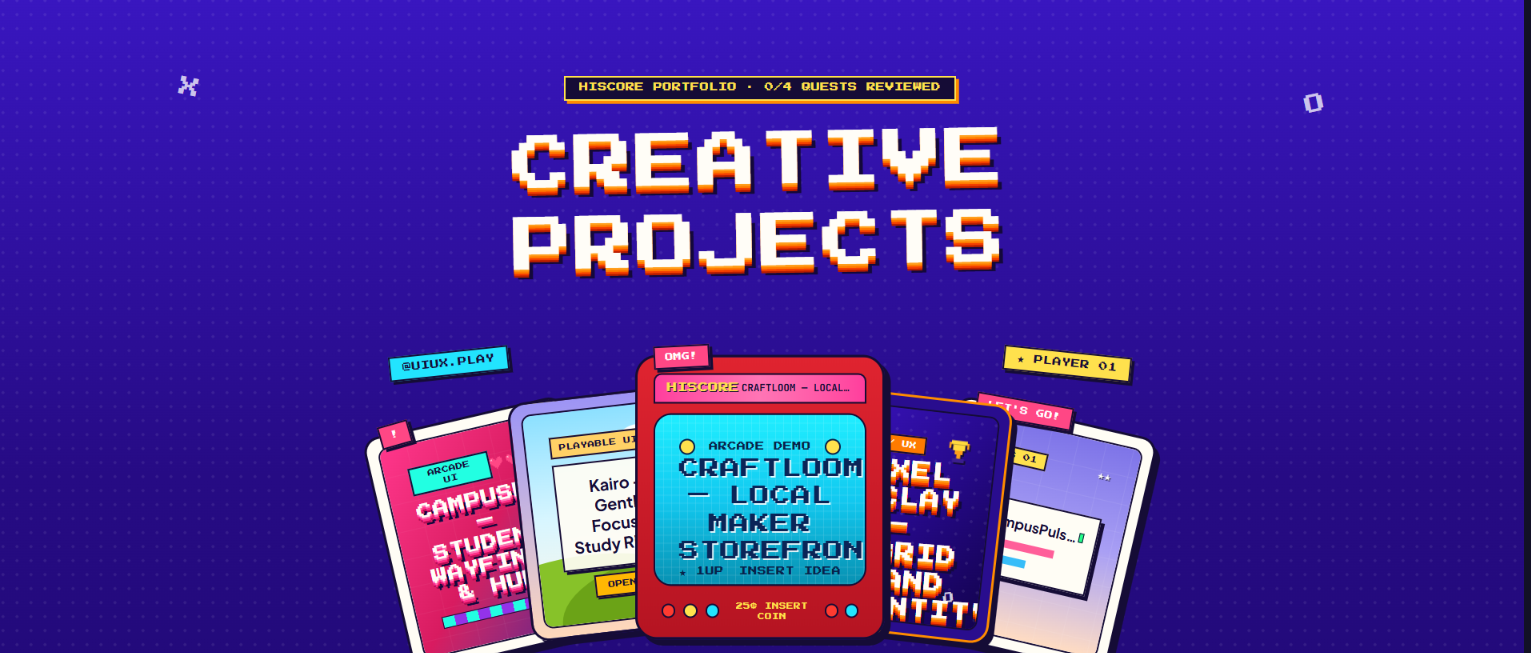 HISCORE PORTFOLIO · 0/4 QUESTS REVIEWED
CREATIVE
PROJECTS
@UIUX.PLAY
★ PLAYER 01
!
ARCADE
UI
CAMPUS
—
STUDEN
WAYFIN
& HU
PLAYABLE UI
Kairo
Gentl
Focus
Study R
OPEN
OMG!
HISCORE CRAFTLOOM — LOCAL…
ARCADE DEMO
CRAFTLOOM
— LOCAL
MAKER
STOREFRON
★ 1UP INSERT IDEA
25¢ INSERT
COIN
UX
XEL
LAY
—
RID
AND
NTIT
LET'S GO!
01
★★
mpusPuls…